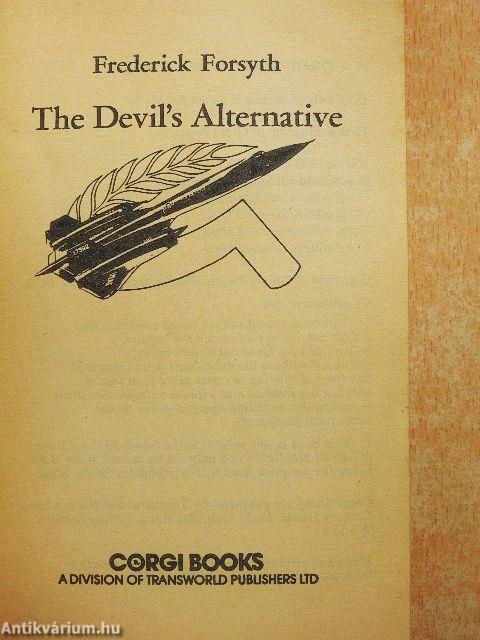 Frederick Forsyth
The Devil's Alternative
CORGI BOOKS
A DIVISION OF TRANSWORLD PUBLISHERS LTD
Antikvárium.hu